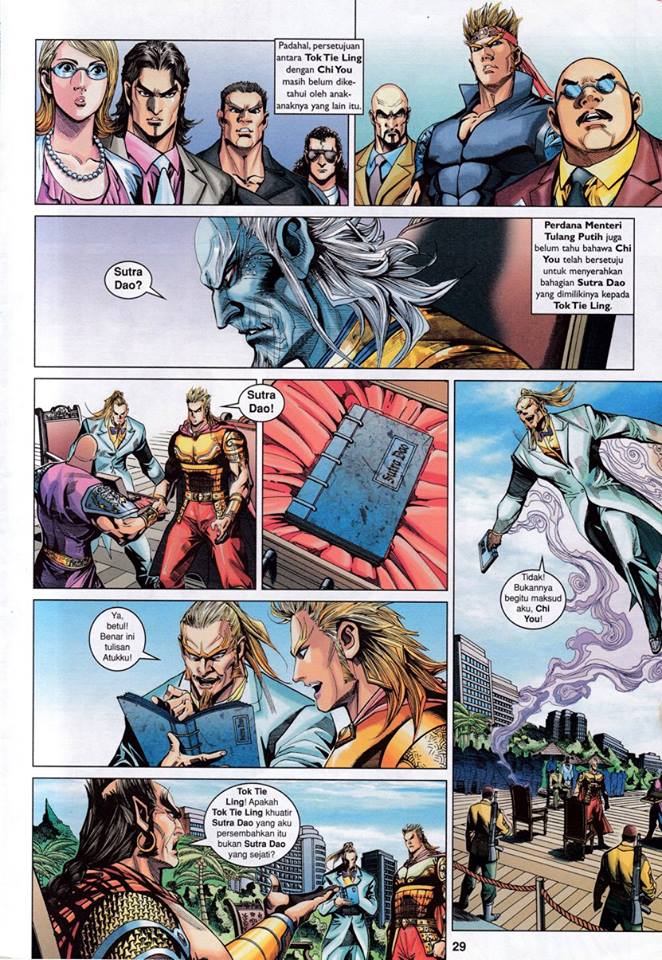 Padahal, persetujuan
antara Tok Tie Ling
dengan Chi You
masih belum dike-
tahui oleh anak-
anaknya yang lain itu.
Perdana Menteri
Tulang Putih juga
belum tahu bahawa Chi
You telah bersetuju
untuk menyerahkan
bahagian Sutra Dao
yang dimilikinya kepada
Tok Tie Ling.
Sutra
Dao?
Sutra
Dao!
Sutra Dao
Ya,
betul!
Benar ini
tulisan
Atukku!
Tok Tie
Ling! Apakah
Tok Tie Ling khuatir
Sutra Dao yang aku
persembahkan itu
bukan Sutra Dao
yang sejati?
Tidak!
Bukannya
begitu maksud
aku, Chi
You!
29